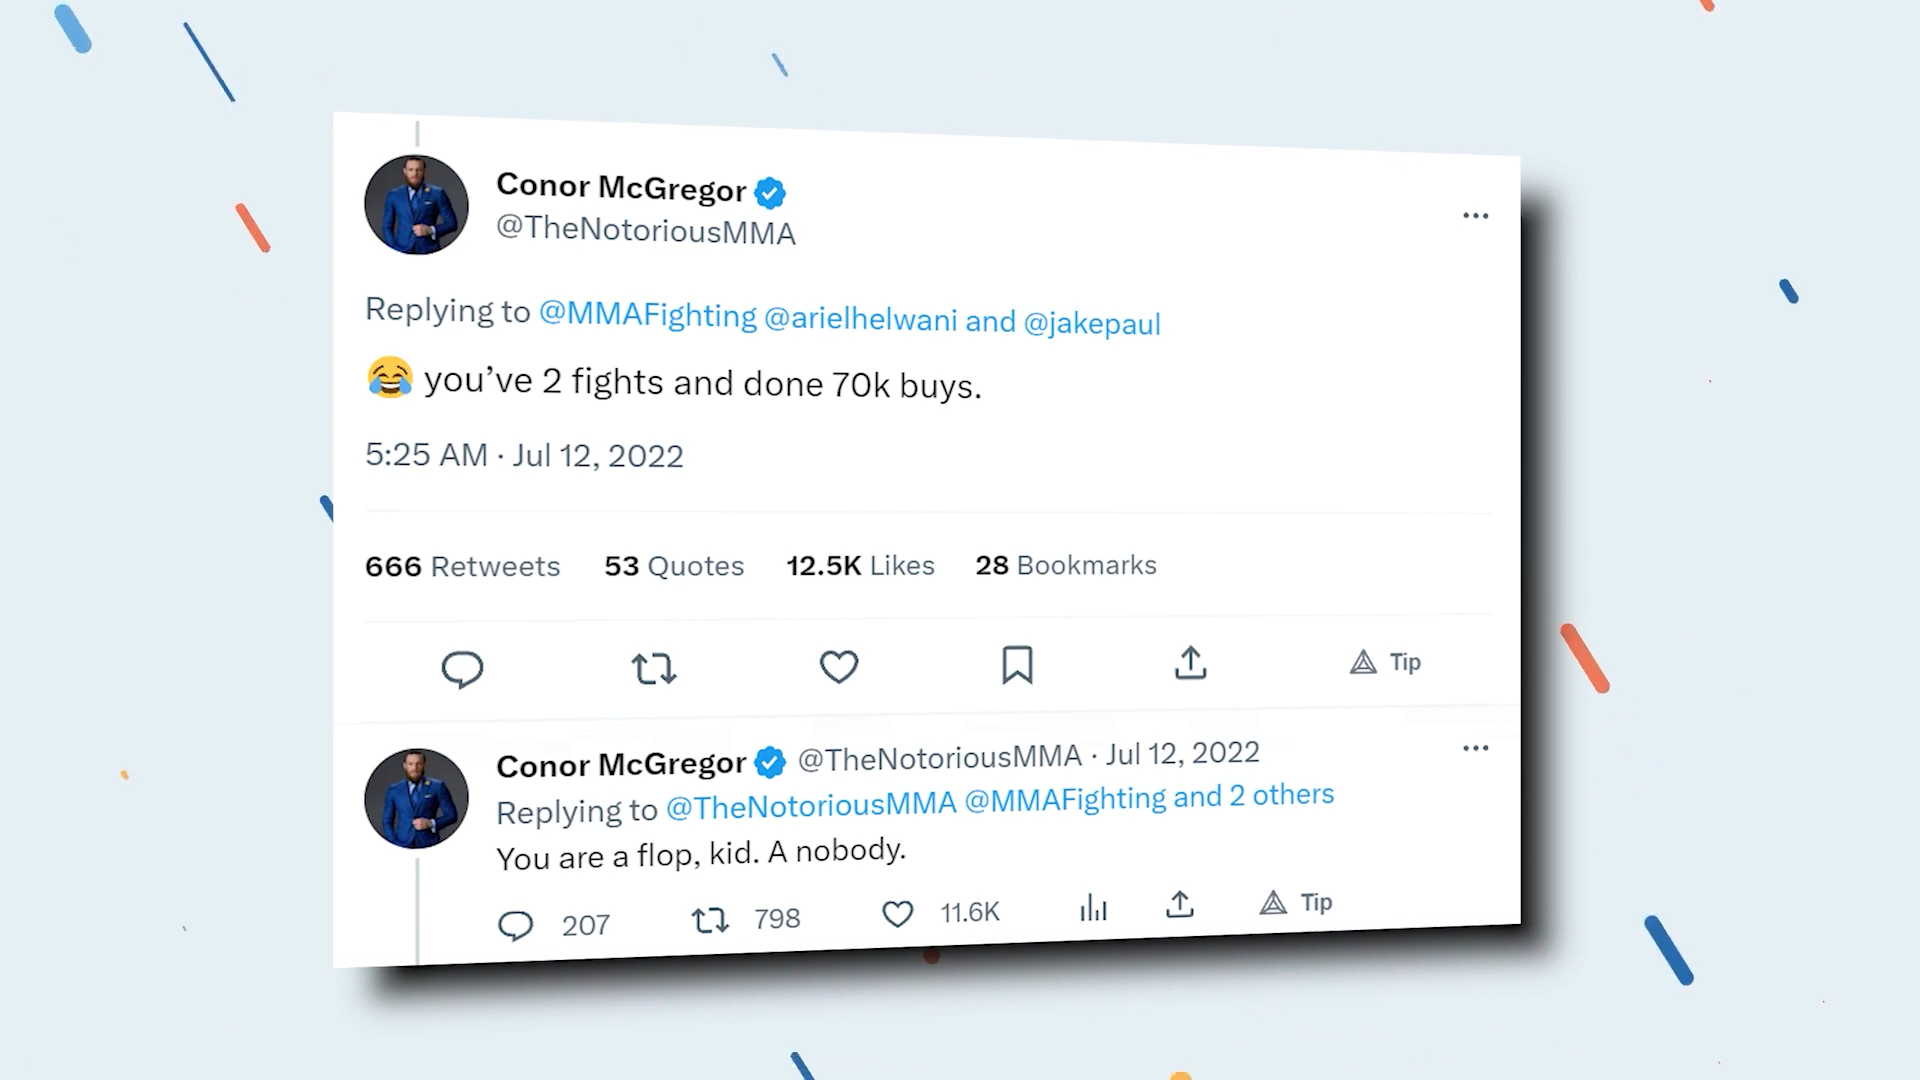 Conor McGregor
@TheNotoriousMMA
Replying to @MMAFighting @arielhelwani and @jakepaul
😂 you’ve 2 fights and done 70k buys.
5:25 AM · Jul 12, 2022
666 Retweets 53 Quotes 12.5K Likes 28 Bookmarks
Tip
Conor McGregor @TheNotoriousMMA · Jul 12, 2022
Replying to @TheNotoriousMMA @MMAFighting and 2 others
You are a flop, kid. A nobody.
207 798 11.6K Tip